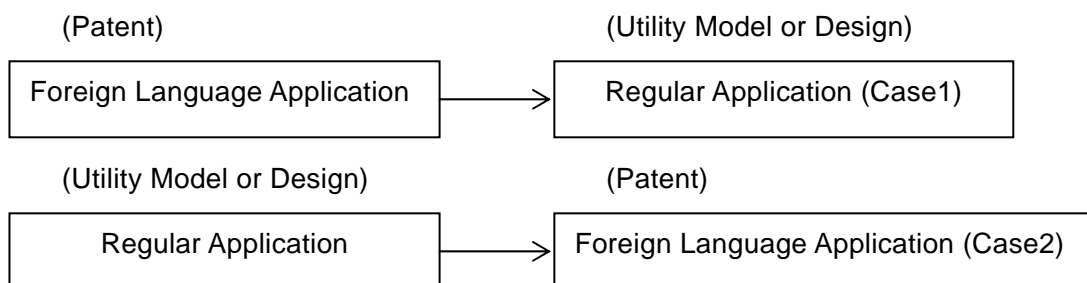 (Patent) (Utility Model or Design)
Foreign Language Application Regular Application (Case1)
(Utility Model or Design) (Patent)
Regular Application Foreign Language Application (Case2)